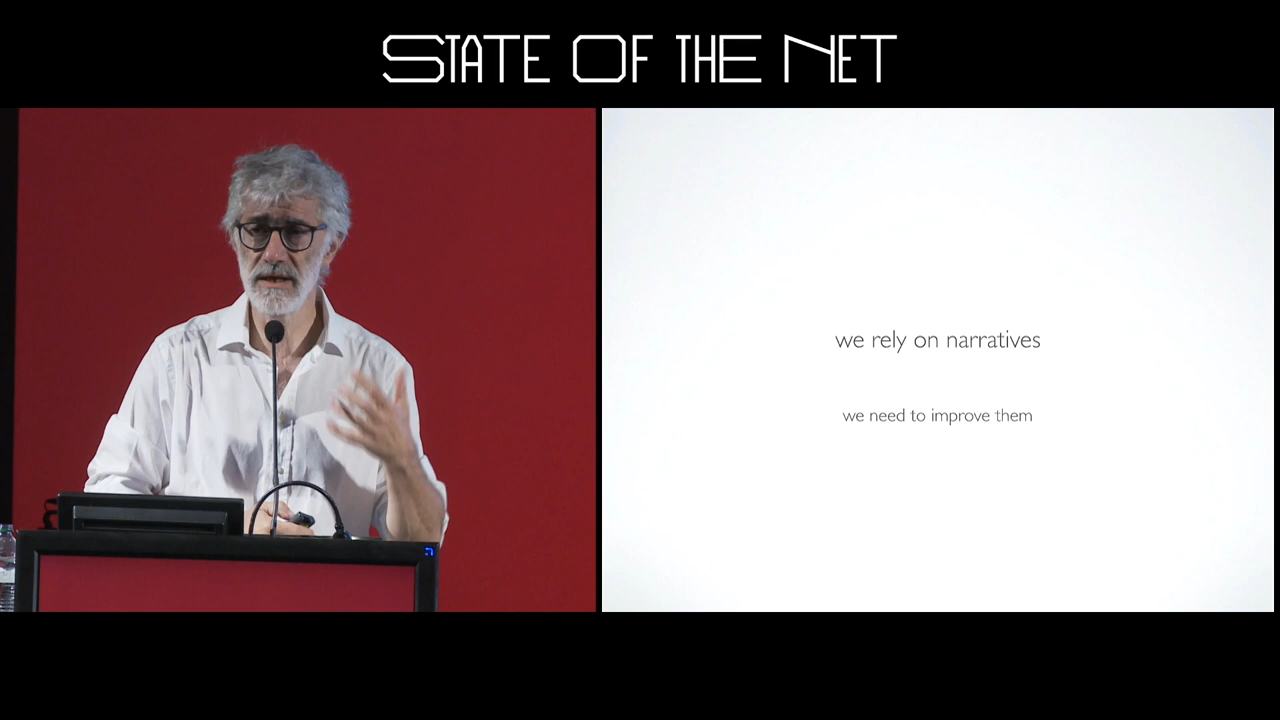 STATE OF THE NET
we rely on narratives
we need to improve them